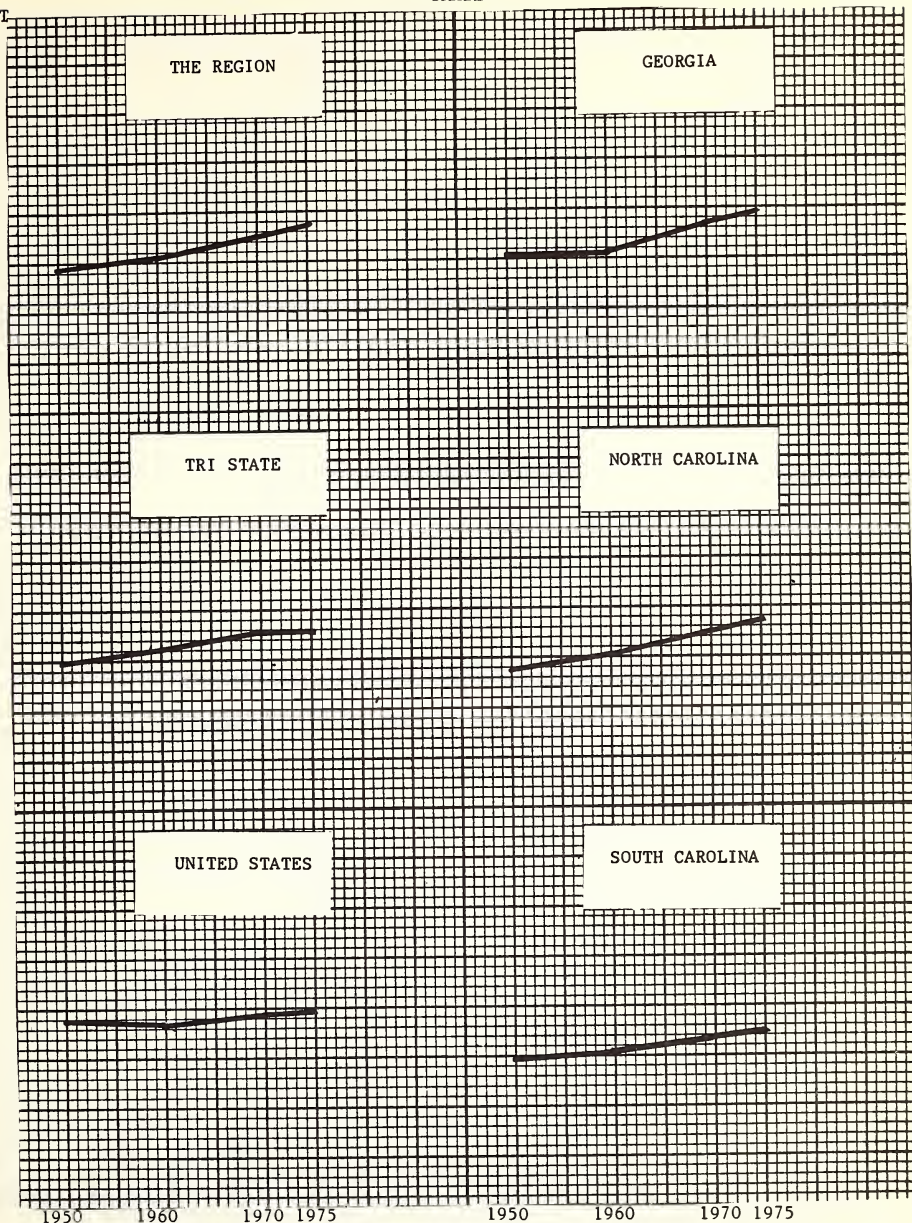 T
THE REGION
GEORGIA
TRI STATE
NORTH CAROLINA
UNITED STATES
SOUTH CAROLINA
1950 1960 1970 1975 1950 1960 1970 1975